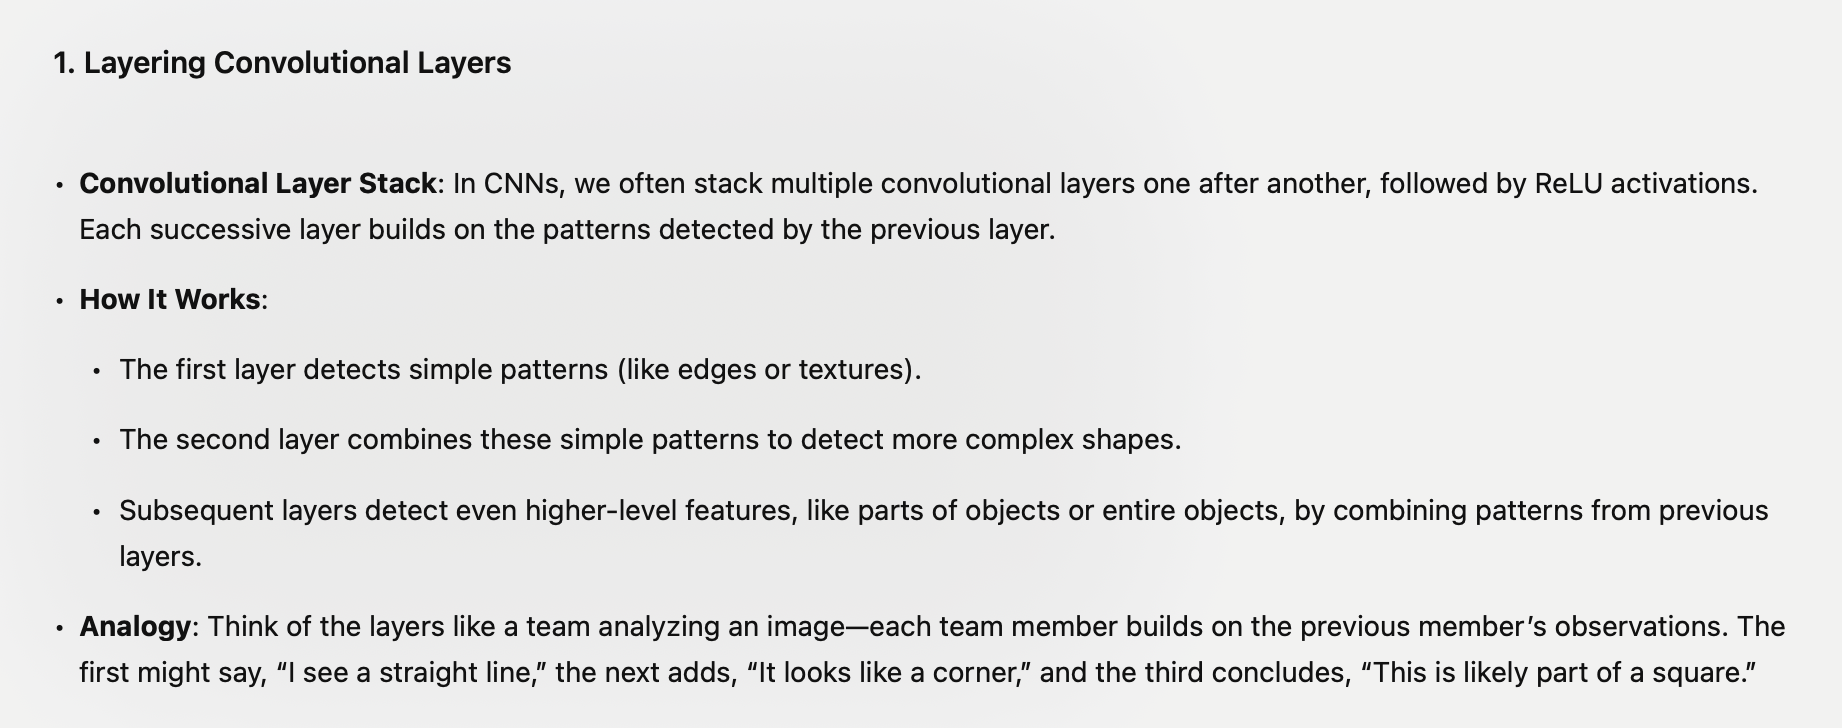 1. Layering Convolutional Layers
• Convolutional Layer Stack: In CNNs, we often stack multiple convolutional layers one after another, followed by ReLU activations.
Each successive layer builds on the patterns detected by the previous layer.
• How It Works:
• The first layer detects simple patterns (like edges or textures).
• The second layer combines these simple patterns to detect more complex shapes.
• Subsequent layers detect even higher-level features, like parts of objects or entire objects, by combining patterns from previous
layers.
• Analogy: Think of the layers like a team analyzing an image—each team member builds on the previous member’s observations. The
first might say, “I see a straight line,” the next adds, “It looks like a corner,” and the third concludes, “This is likely part of a square.”